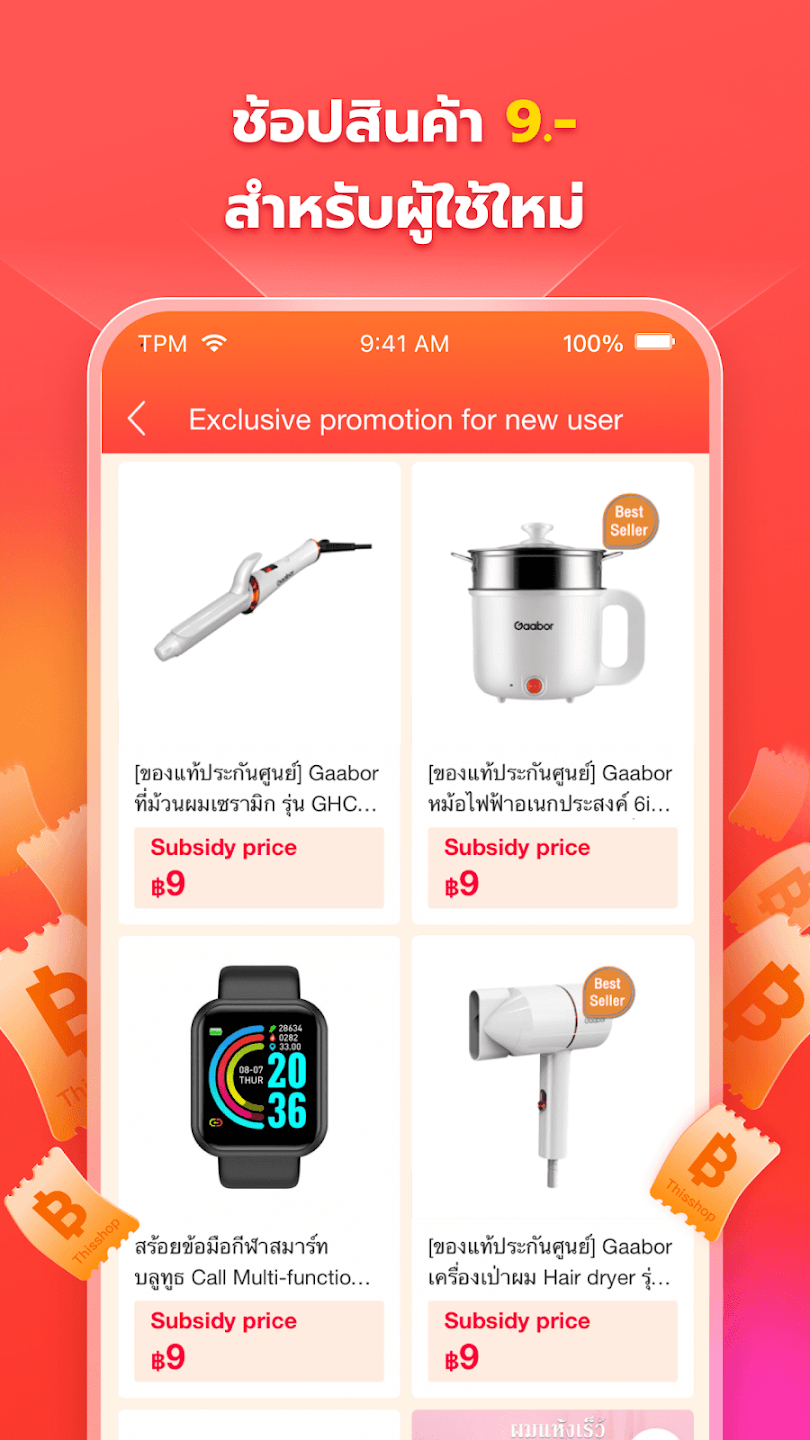 ช้อปสินค้า 9.-
สำหรับผู้ใช้ใหม่
TPM 9:41 AM 100%
Exclusive promotion for new user
Gaabor
Best
Seller
Gaabor
[ของแท้ประกันศูนย์] Gaabor
ที่ม้วนผมเซรามิก รุ่น GHC...
Subsidy price
฿9
[ของแท้ประกันศูนย์] Gaabor
หม้อไฟฟ้าอเนกประสงค์ 6i...
Subsidy price
฿9
28634
0282
33.00
08-07
THUR
20
36
Best
Seller
Gaabor
สร้อยข้อมือกีฬาสมาร์ท
บลูทูธ Call Multi-functio...
Subsidy price
฿9
[ของแท้ประกันศูนย์] Gaabor
เครื่องเป่าผม Hair dryer รุ่...
Subsidy price
฿9
฿
Thisshop
฿
Thisshop
ผมแห้งเร็ว